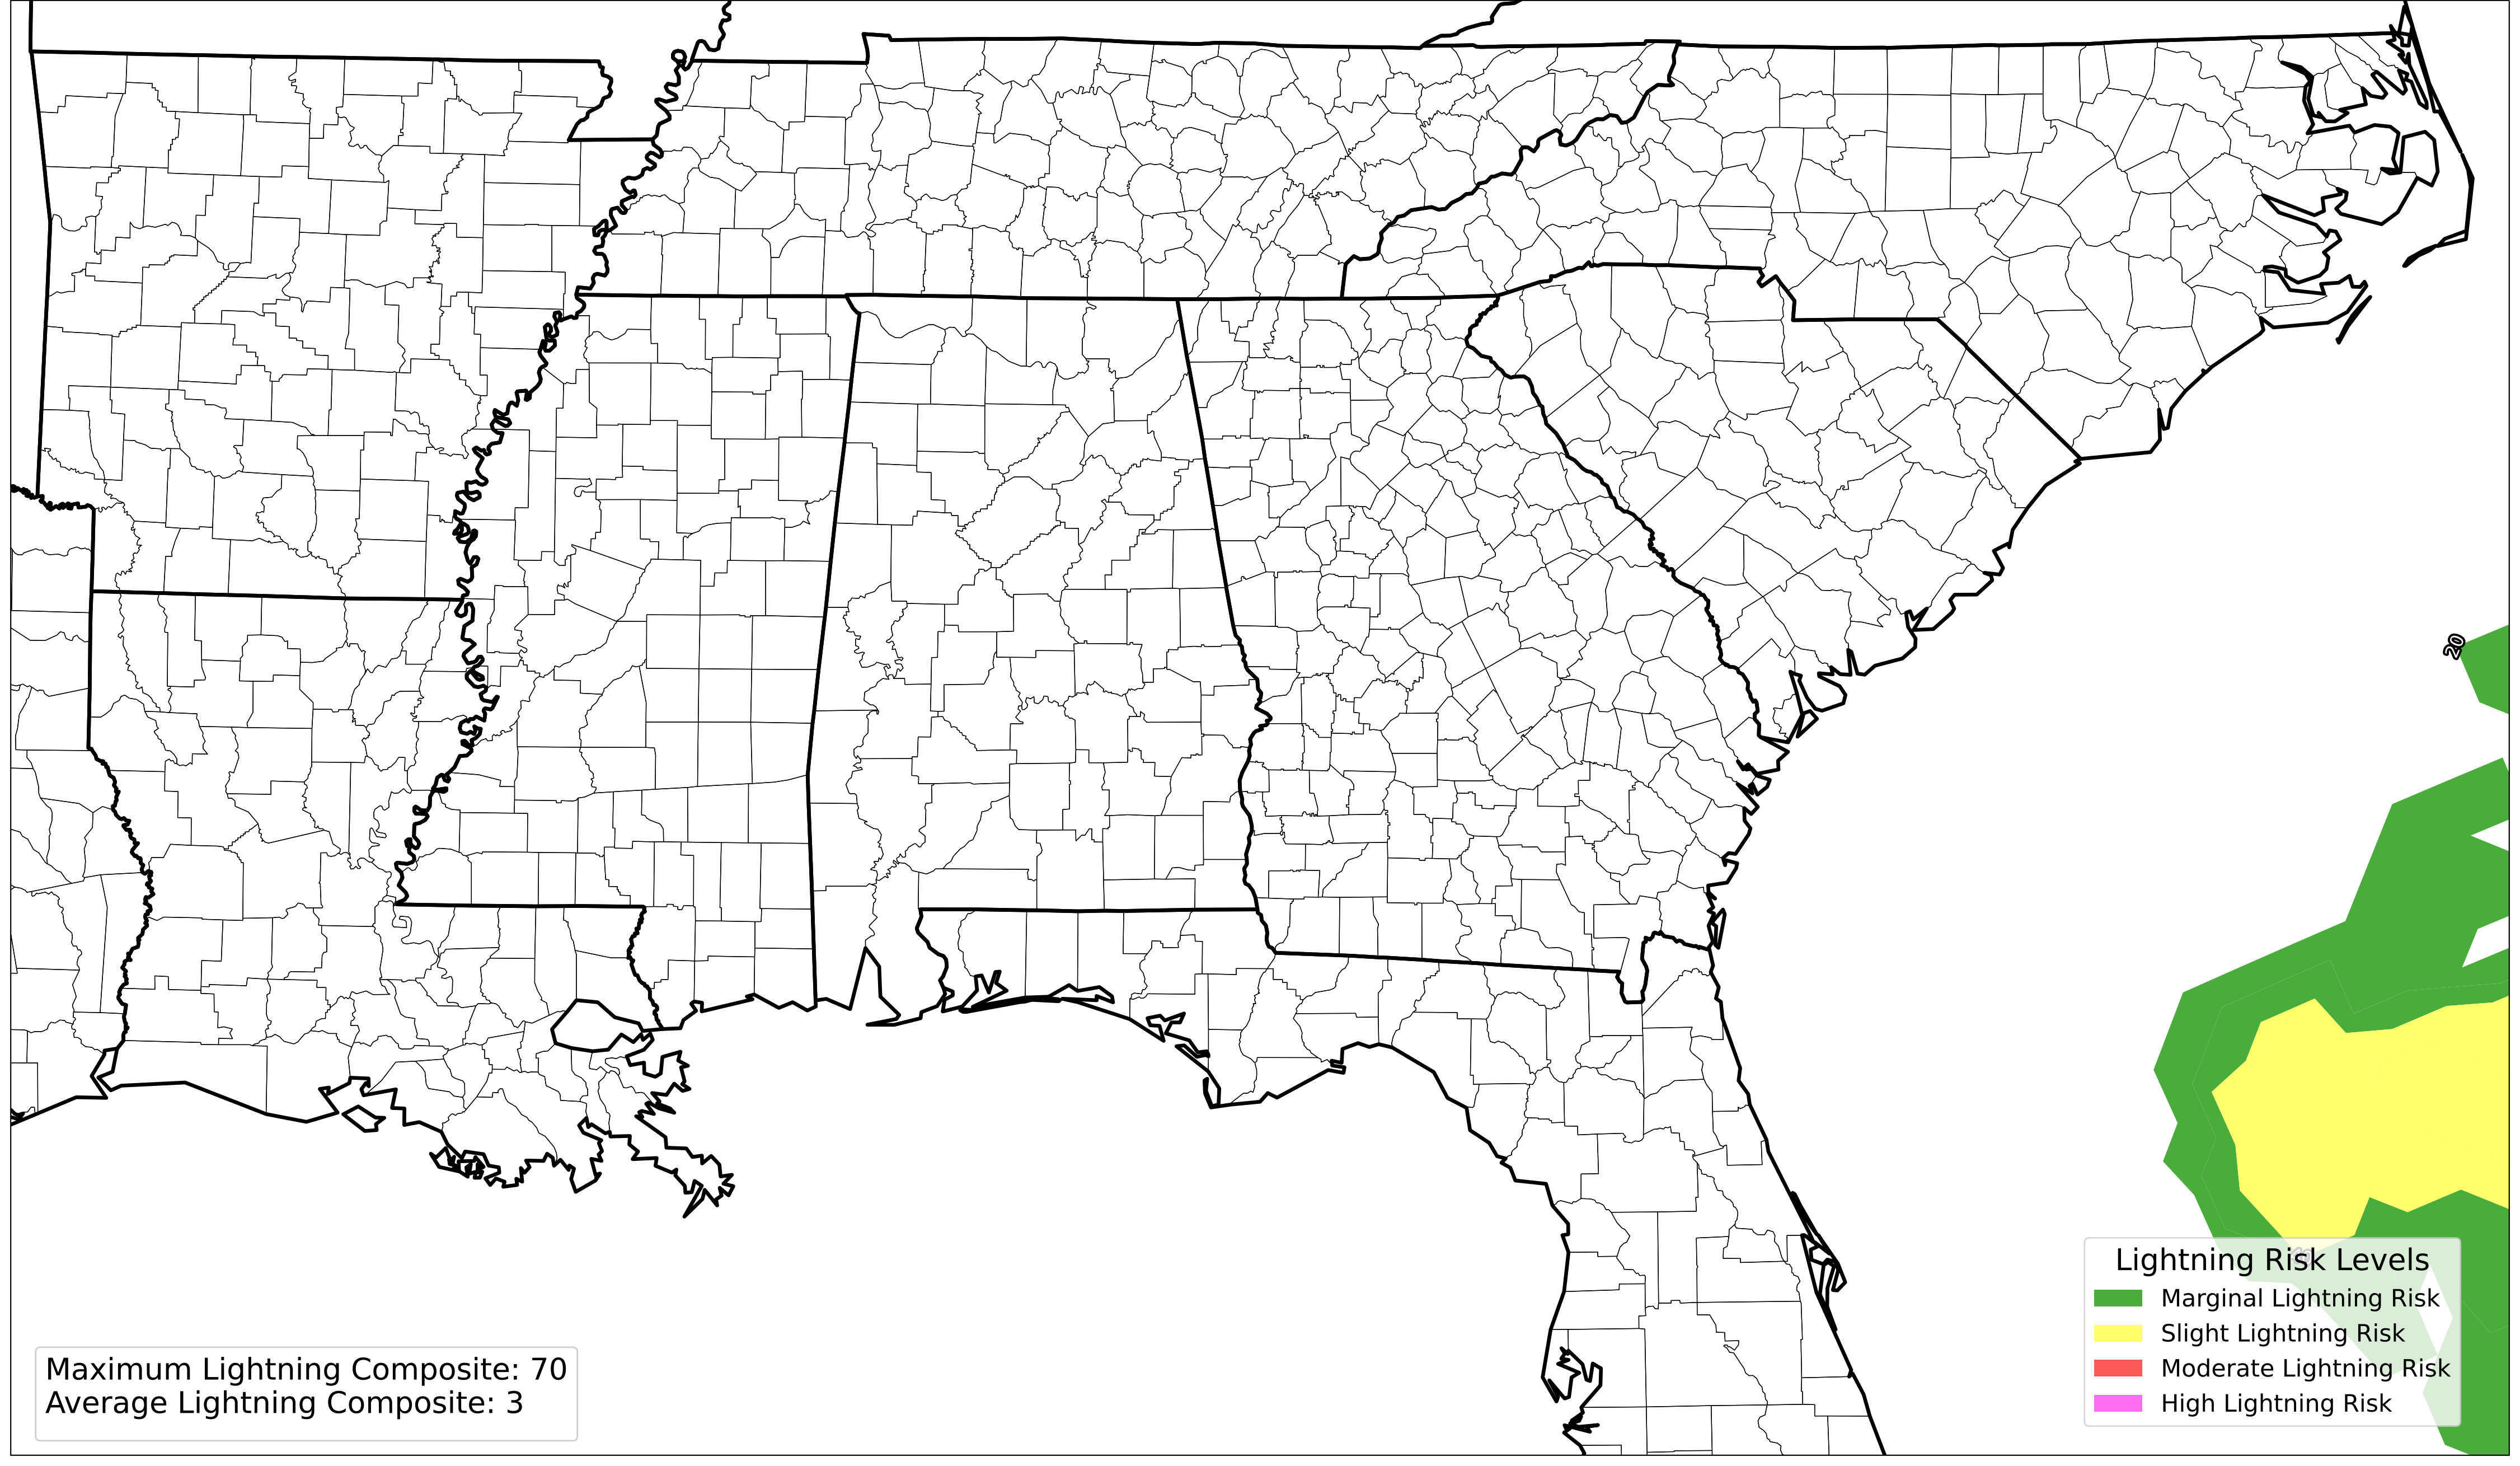 20
Lightning Risk Levels
Marginal Lightning Risk
Slight Lightning Risk
Moderate Lightning Risk
High Lightning Risk
Maximum Lightning Composite: 70
Average Lightning Composite: 3